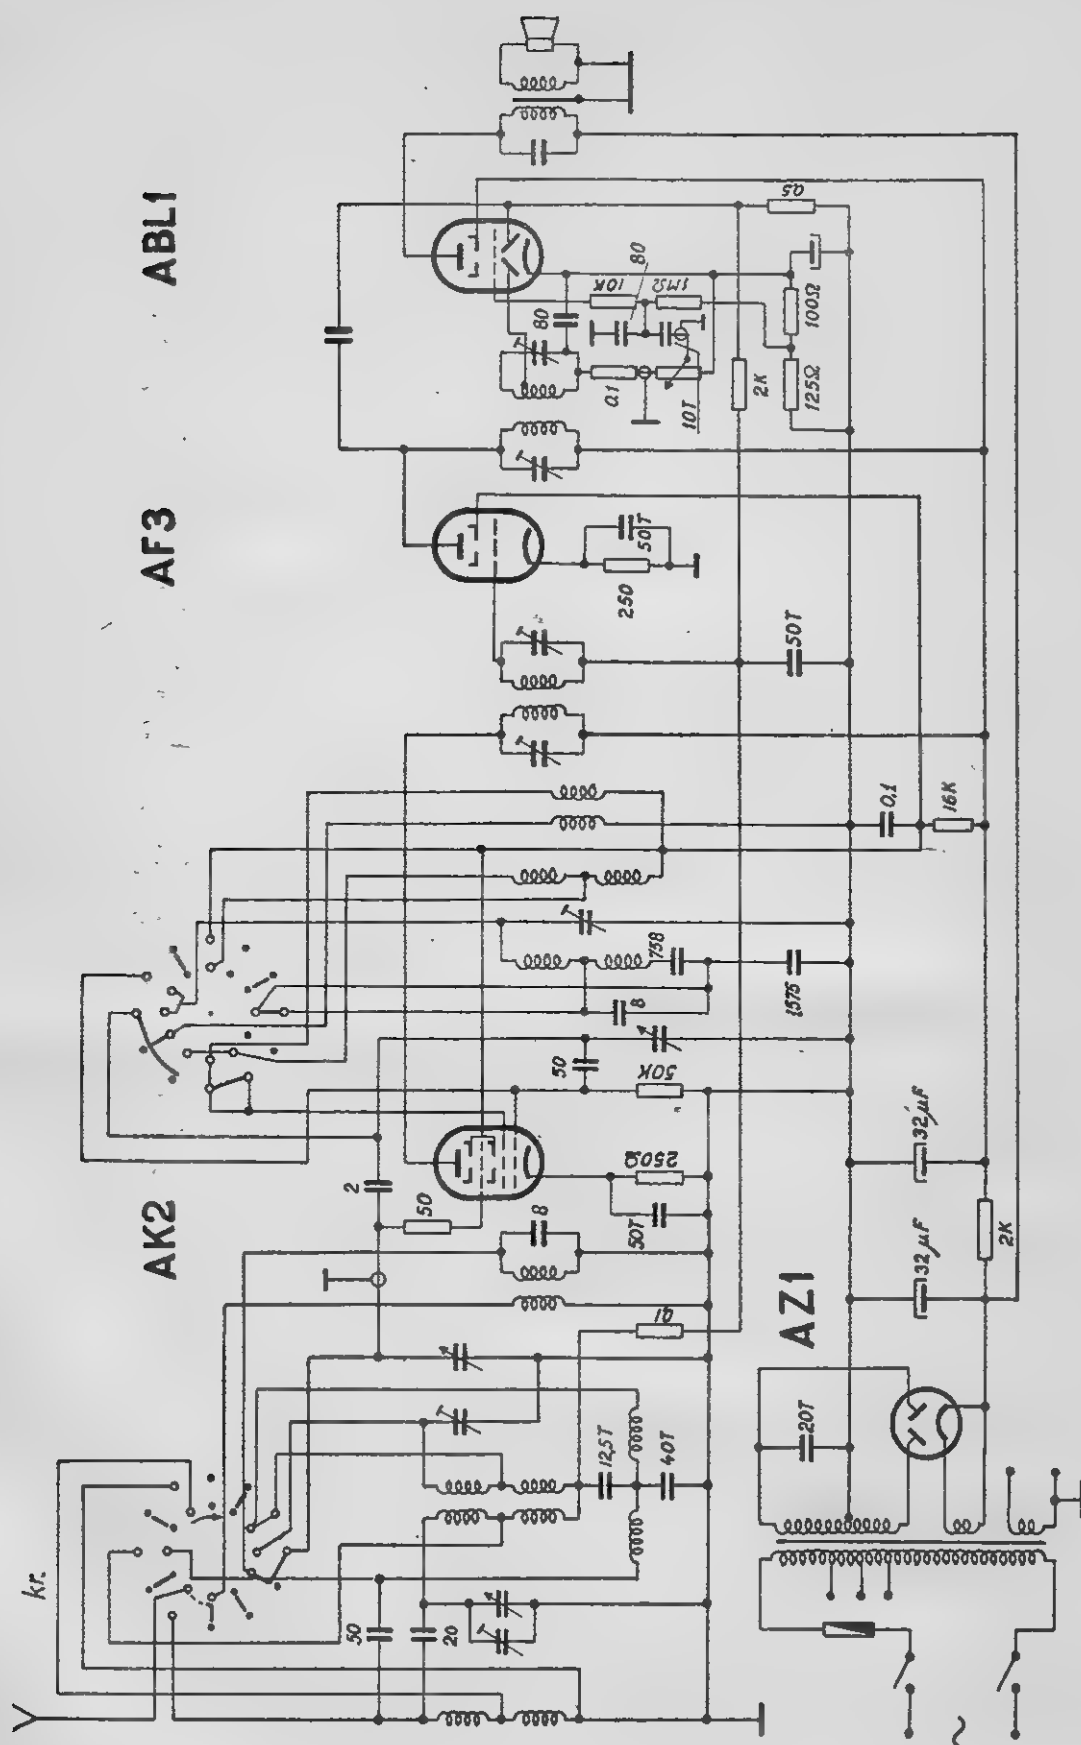 ABL1
AF3
AK2
AZ1
kr.
0,5
80
10K
1MΩ
80
100Ω
0,1
10T
2K
125Ω
50T
250
50T
0,1
16K
758
8
1575
50
50K
2
50
8
250Ω
50T
32µF
32µF
2K
0,1
12,5T
40T
20T
50
20